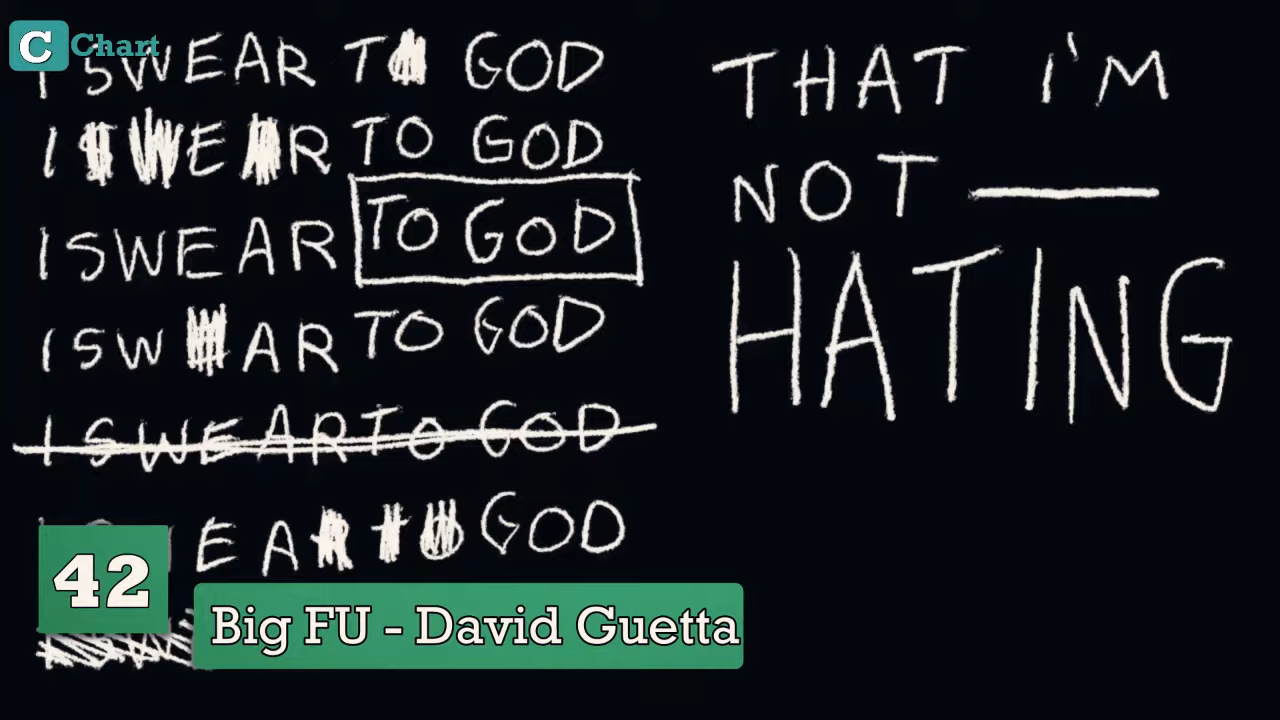 C Chart
I SWEAR TO GOD
I SWEAR TO GOD
I SWEAR TO GOD
I SWEAR TO GOD
I SWEAR TO GOD
EAR TO GOD
THAT I'M
NOT
HATING
42
Big FU - David Guetta